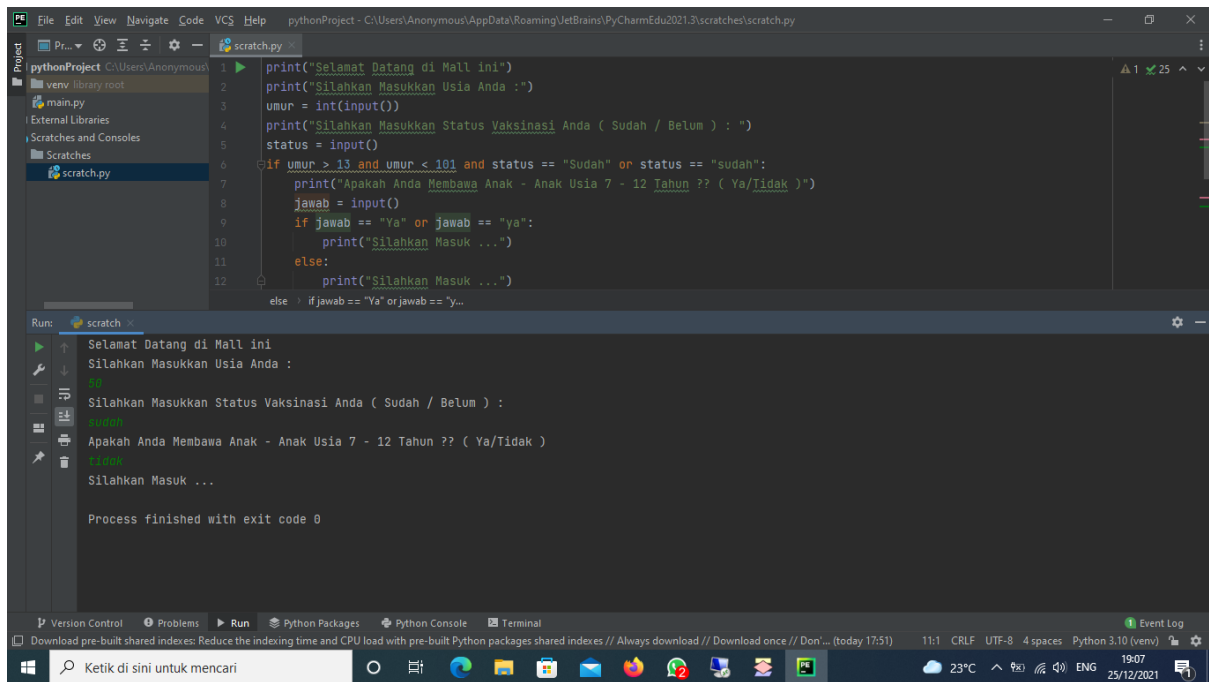 PE File Edit View Navigate Code VCS Help pythonProject - C:\Users\Anonymous\AppData\Roaming\JetBrains\PyCharmEdu2021.3\scratches\scratch.py
Pr... scratch.py
Project
pythonProject C:\Users\Anonymous\
venv library root
main.py
External Libraries
Scratches and Consoles
Scratches
scratch.py
1 print("Selamat Datang di Mall ini")
2 print("Silahkan Masukkan Usia Anda :")
3 umur = int(input())
4 print("Silahkan Masukkan Status Vaksinasi Anda ( Sudah / Belum ) : ")
5 status = input()
6 if umur > 13 and umur < 101 and status == "Sudah" or status == "sudah":
7 print("Apakah Anda Membawa Anak - Anak Usia 7 - 12 Tahun ?? ( Ya/Tidak )")
8 jawab = input()
9 if jawab == "Ya" or jawab == "ya":
10 print("Silahkan Masuk ...")
11 else:
12 print("Silahkan Masuk ...")
1 25
else if jawab == "Ya" or jawab == "y...
Run: scratch
Selamat Datang di Mall ini
Silahkan Masukkan Usia Anda :
50
Silahkan Masukkan Status Vaksinasi Anda ( Sudah / Belum ) :
sudah
Apakah Anda Membawa Anak - Anak Usia 7 - 12 Tahun ?? ( Ya/Tidak )
tidak
Silahkan Masuk ...
Process finished with exit code 0
Version Control Problems Run Python Packages Python Console Terminal 1 Event Log
Download pre-built shared indexes: Reduce the indexing time and CPU load with pre-built Python packages shared indexes // Always download // Download once // Don'... (today 17:51) 11:1 CRLF UTF-8 4 spaces Python 3.10 (venv)
Ketik di sini untuk mencari 2 PE 23°C ENG 19:07
25/12/2021 1